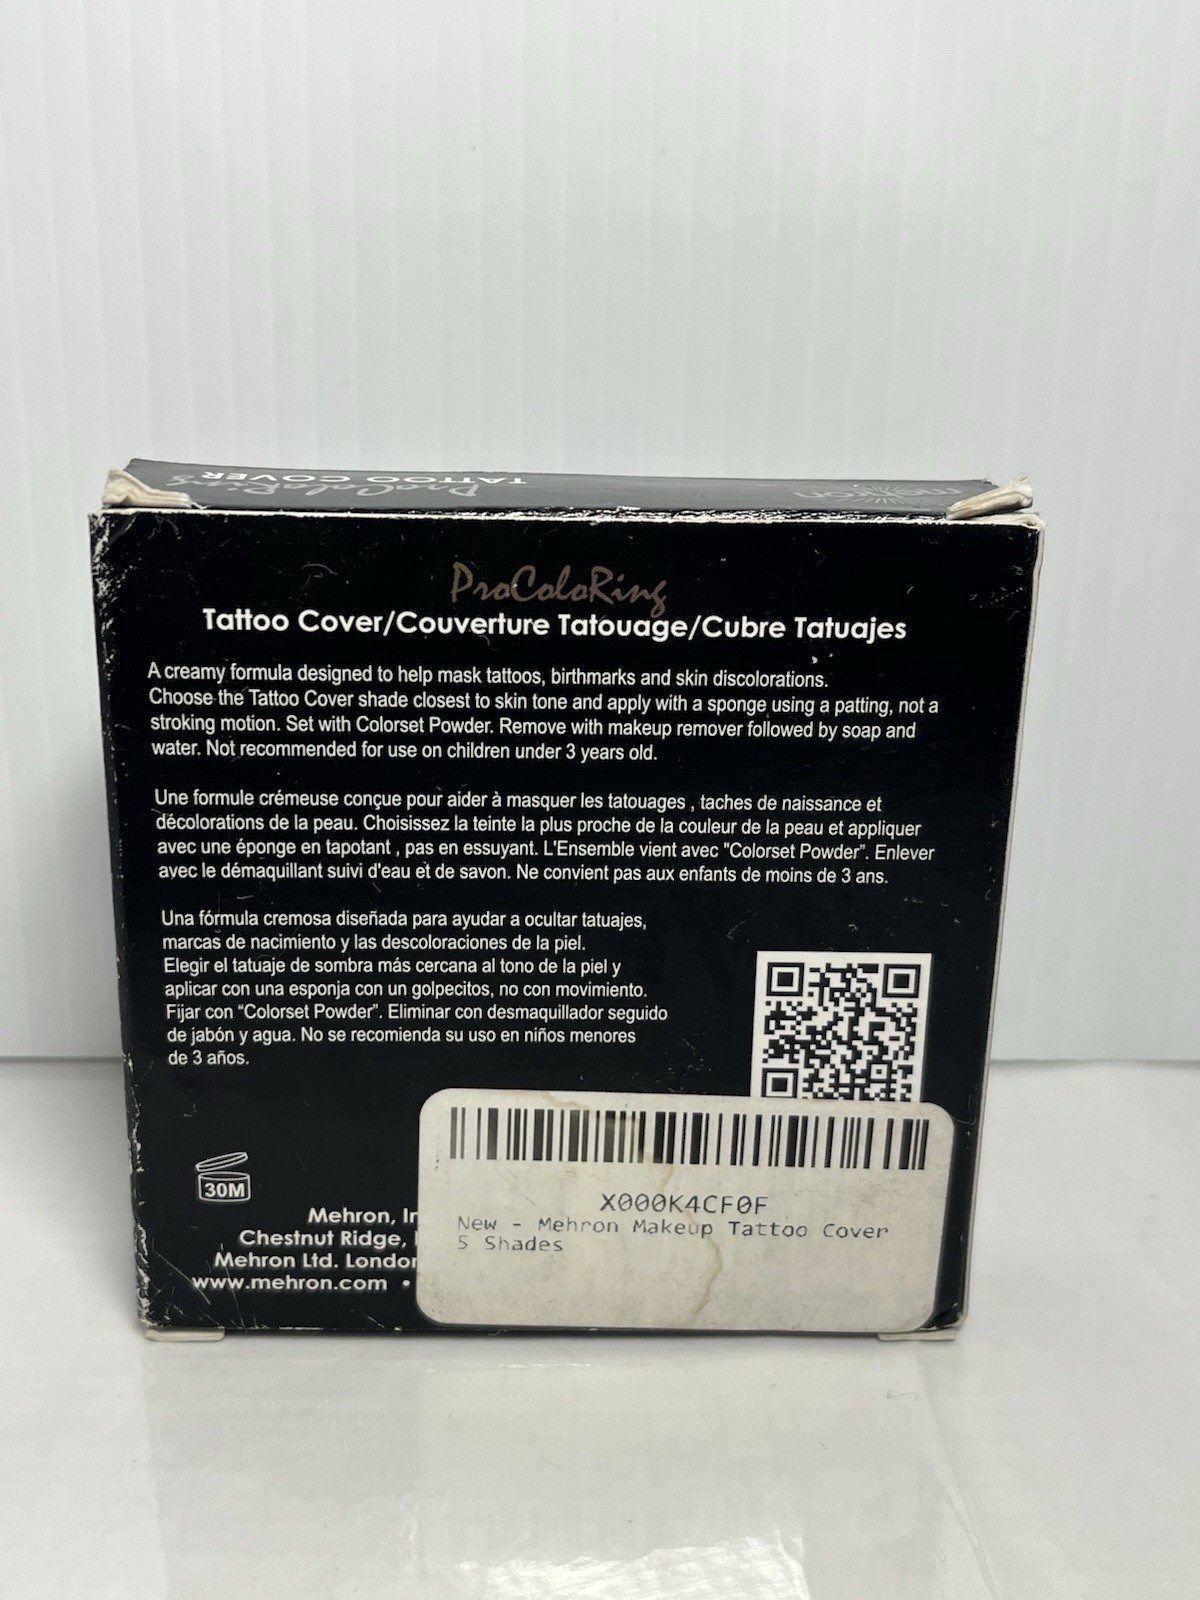 ProColoRing
TATTOO COVER
mehron
ProColoRing
Tattoo Cover/Couverture Tatouage/Cubre Tatuajes
A creamy formula designed to help mask tattoos, birthmarks and skin discolorations.
Choose the Tattoo Cover shade closest to skin tone and apply with a sponge using a patting, not a
stroking motion. Set with Colorset Powder. Remove with makeup remover followed by soap and
water. Not recommended for use on children under 3 years old.
Une formule crémeuse conçue pour aider à masquer les tatouages , taches de naissance et
décolorations de la peau. Choisissez la teinte la plus proche de la couleur de la peau et appliquer
avec une éponge en tapotant , pas en essuyant. L'Ensemble vient avec "Colorset Powder". Enlever
avec le démaquillant suivi d'eau et de savon. Ne convient pas aux enfants de moins de 3 ans.
Una fórmula cremosa diseñada para ayudar a ocultar tatuajes,
marcas de nacimiento y las descoloraciones de la piel.
Elegir el tatuaje de sombra más cercana al tono de la piel y
aplicar con una esponja con un golpecitos, no con movimiento.
Fijar con “Colorset Powder”. Eliminar con desmaquillador seguido
de jabón y agua. No se recomienda su uso en niños menores
de 3 años.
30M
Mehron, In
Chestnut Ridge,
Mehron Ltd. London
www.mehron.com •
X000K4CF0F
New - Mehron Makeup Tattoo Cover
5 Shades